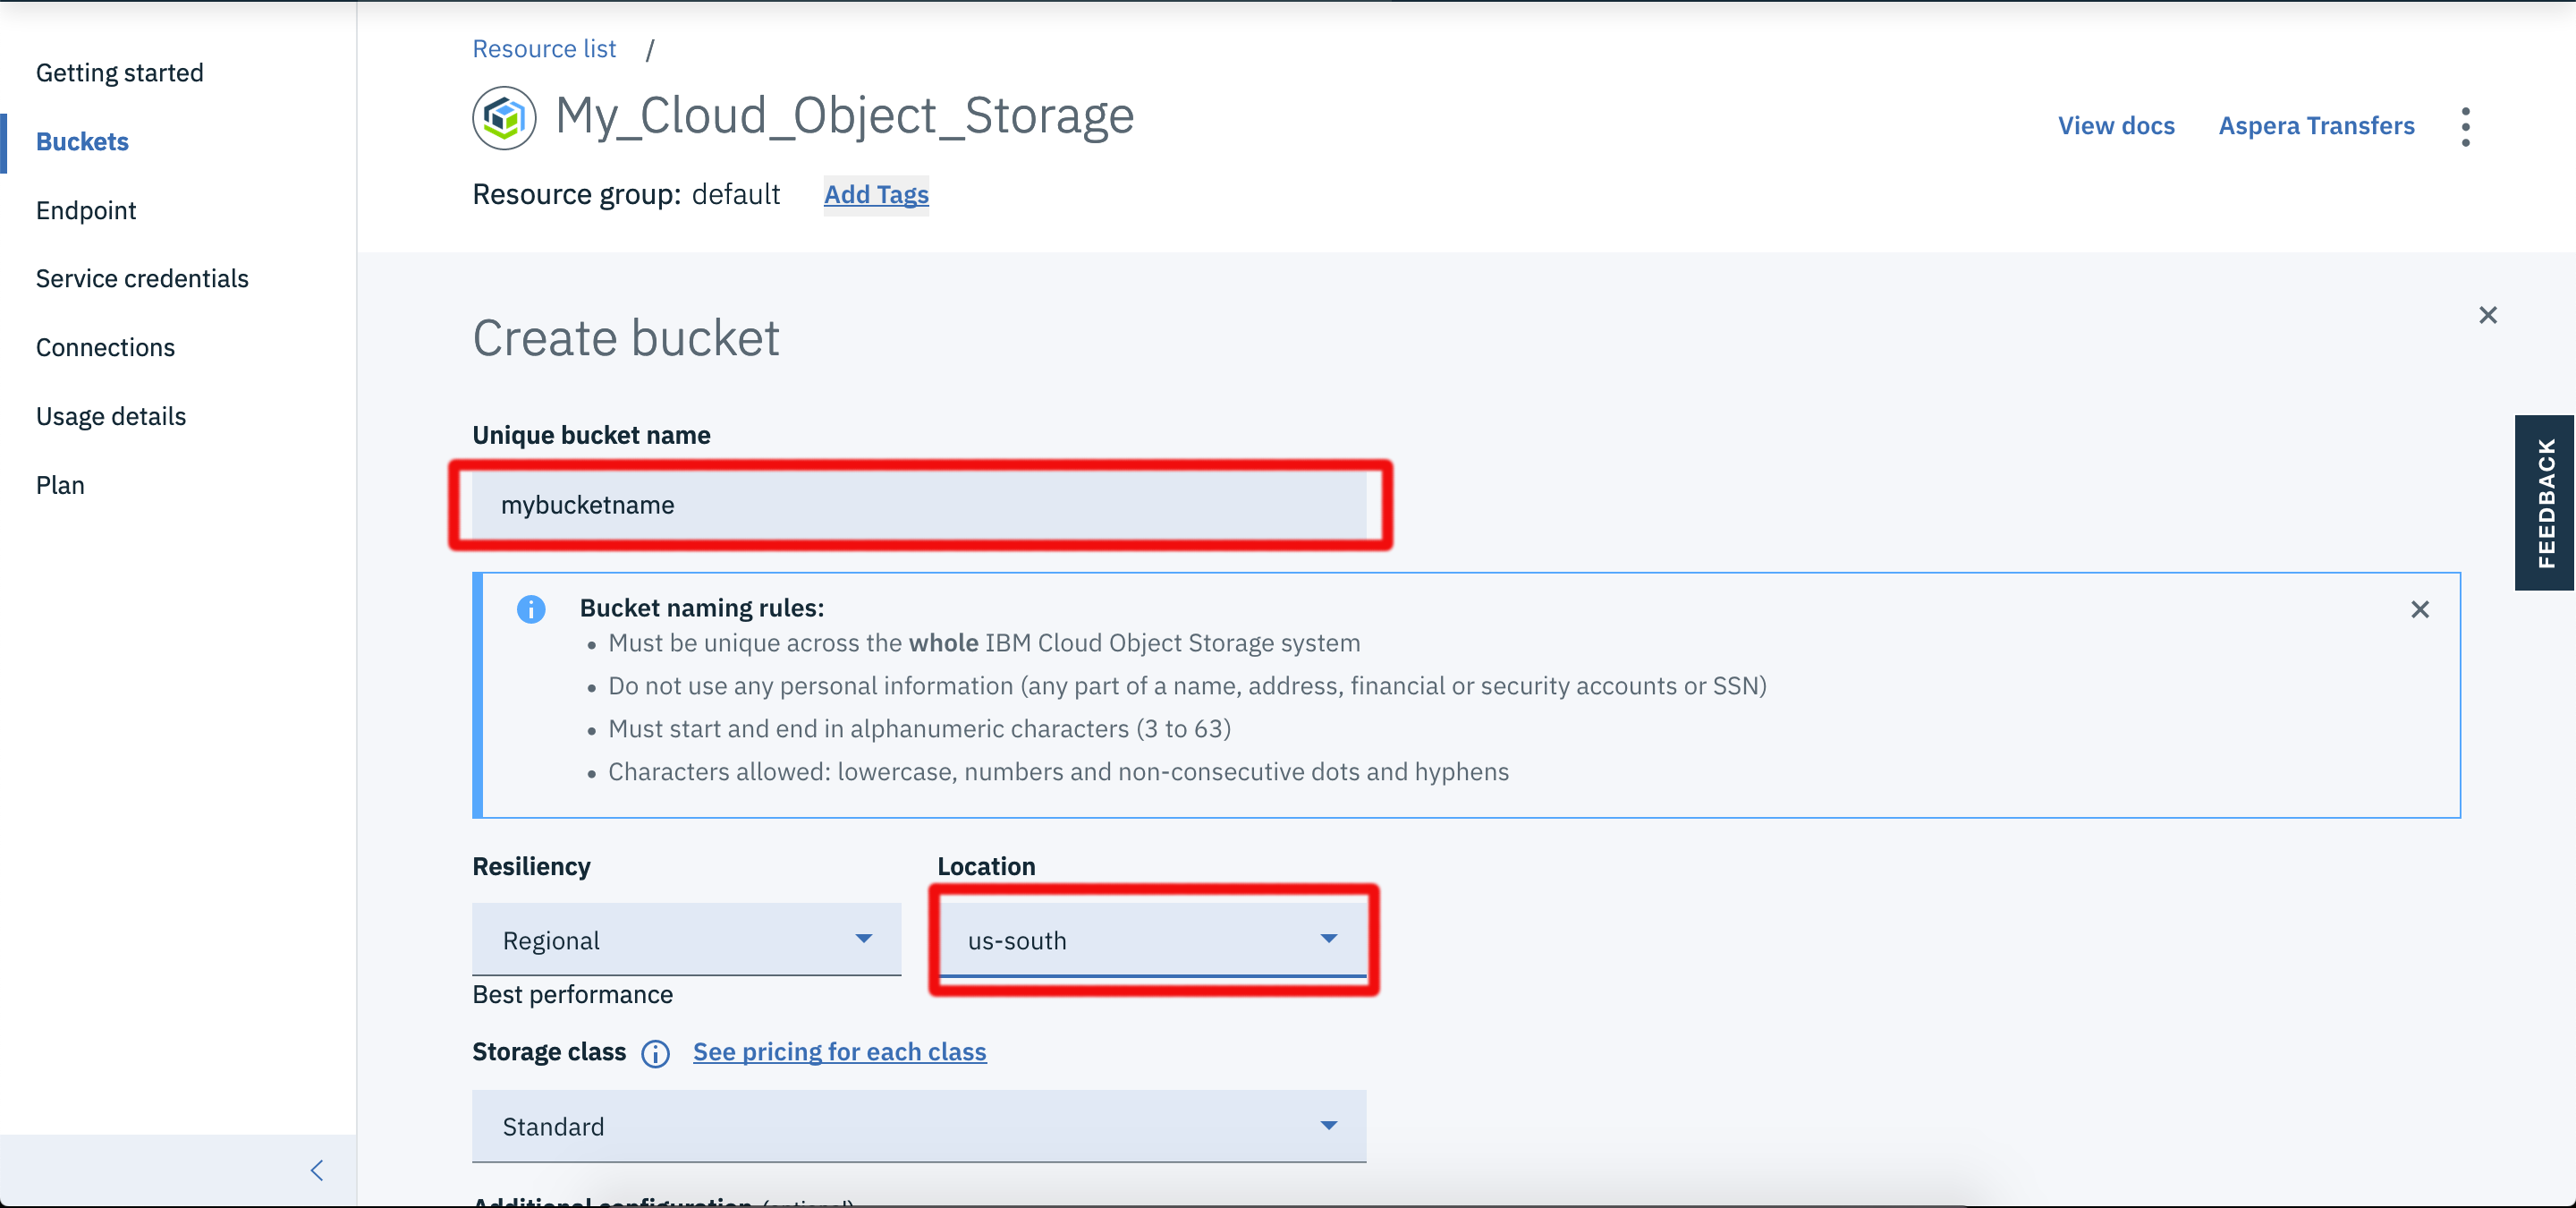 Resource list /
My_Cloud_Object_Storage
View docs
Aspera Transfers
Resource group: default Add Tags
Getting started
Buckets
Endpoint
Service credentials
Connections
Usage details
Plan
Create bucket
Unique bucket name
mybucketname
Bucket naming rules:
• Must be unique across the whole IBM Cloud Object Storage system
• Do not use any personal information (any part of a name, address, financial or security accounts or SSN)
• Must start and end in alphanumeric characters (3 to 63)
• Characters allowed: lowercase, numbers and non-consecutive dots and hyphens
Resiliency
Location
Regional
us-south
Best performance
Storage class See pricing for each class
Standard
Additional configuration (optional)
FEEDBACK